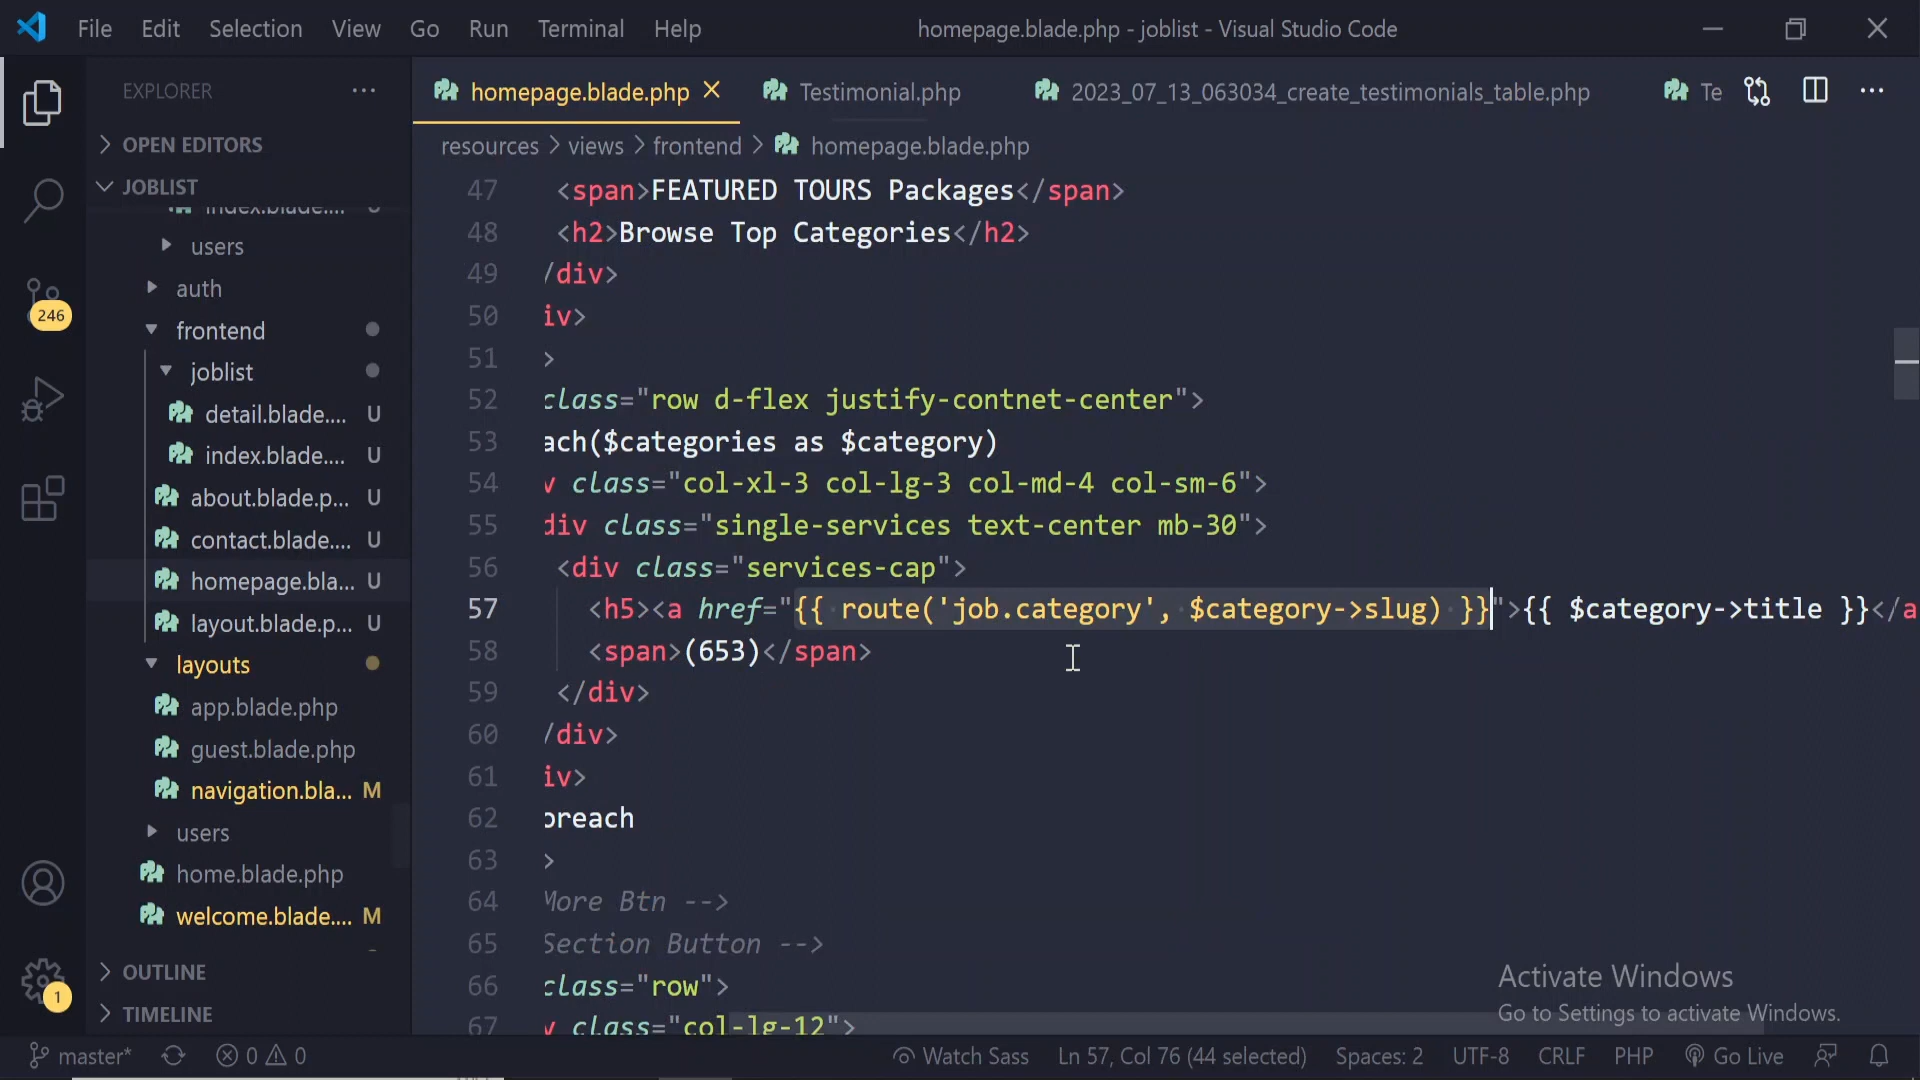 File Edit Selection View Go Run Terminal Help
homepage.blade.php - joblist - Visual Studio Code
EXPLORER
OPEN EDITORS
JOBLIST
index.blade....
users
auth
frontend
joblist
detail.blade.... U
index.blade.... U
about.blade.p... U
contact.blade.... U
homepage.bla... U
layout.blade.p... U
layouts
app.blade.php
guest.blade.php
navigation.bla... M
users
home.blade.php
welcome.blade.... M
OUTLINE
TIMELINE
246
1
homepage.blade.php Testimonial.php 2023_07_13_063034_create_testimonials_table.php Te
resources > views > frontend > homepage.blade.php
47 <span>FEATURED TOURS Packages</span>
48 <h2>Browse Top Categories</h2>
49 /div>
50 iv>
51 >
52 class="row d-flex justify-contnet-center">
53 ach($categories as $category)
54 v class="col-xl-3 col-lg-3 col-md-4 col-sm-6">
55 div class="single-services text-center mb-30">
56 <div class="services-cap">
57 <h5><a href="{{ route('job.category', $category->slug) }}">{{ $category->title }}</a
58 <span>(653)</span>
59 </div>
60 /div>
61 iv>
62 oreach
63 >
64 More Btn -->
65 Section Button -->
66 class="row">
67 v class="col-lg-12">
Activate Windows
Go to Settings to activate Windows.
master* 0 0 Watch Sass Ln 57, Col 76 (44 selected) Spaces: 2 UTF-8 CRLF PHP Go Live